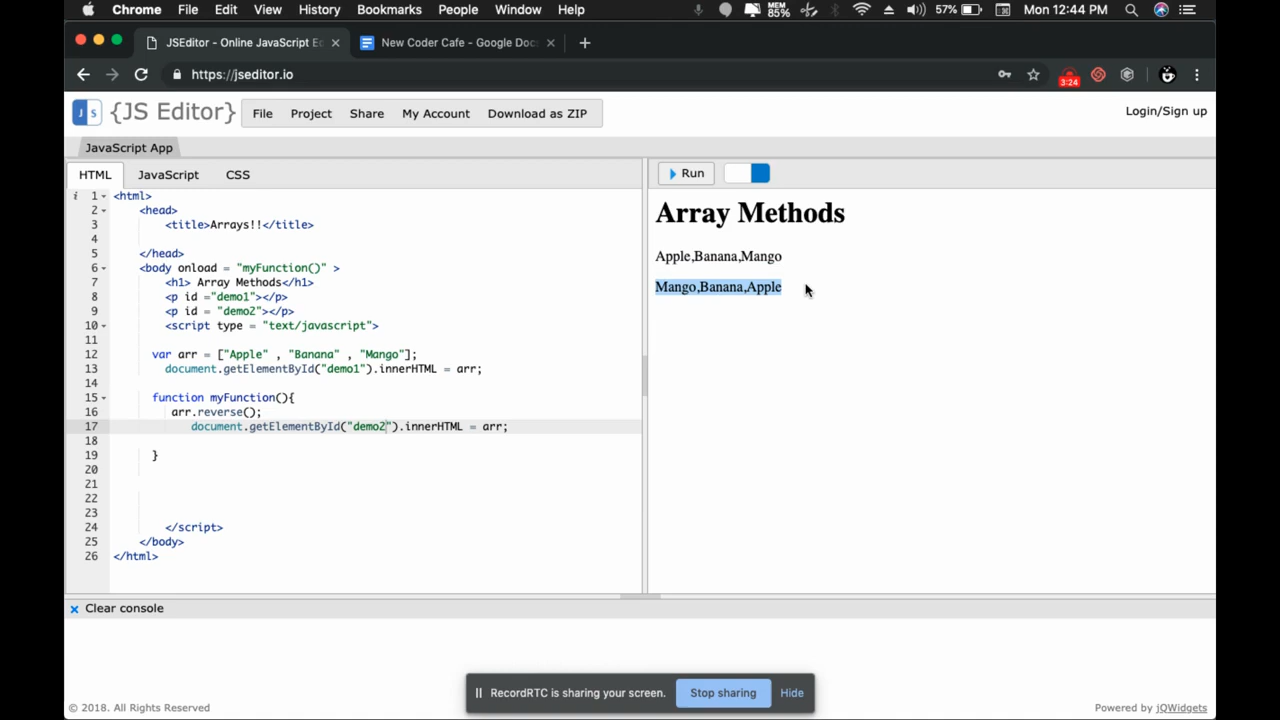 Chrome File Edit View History Bookmarks People Window Help MEM 85% 57% Mon 12:44 PM
JSEditor - Online JavaScript Ec × New Coder Cafe - Google Doc × +
https://jseditor.io 3:24
JS {JS Editor} File Project Share My Account Download as ZIP Login/Sign up
JavaScript App
HTML JavaScript CSS Run
i 1 <html>
2 <head>
3 <title>Arrays!!</title>
4
5 </head>
6 <body onload = "myFunction()" >
7 <h1> Array Methods</h1>
8 <p id ="demo1"></p>
9 <p id = "demo2"></p>
10 <script type = "text/javascript">
11
12 var arr = ["Apple" , "Banana" , "Mango"];
13 document.getElementById("demo1").innerHTML = arr;
14
15 function myFunction(){
16 arr.reverse();
17 document.getElementById("demo2").innerHTML = arr;
18
19 }
20
21
22
23
24 </script>
25 </body>
26 </html>
Array Methods
Apple,Banana,Mango
Mango,Banana,Apple
× Clear console
RecordRTC is sharing your screen. Stop sharing Hide
© 2018. All Rights Reserved Powered by jQWidgets